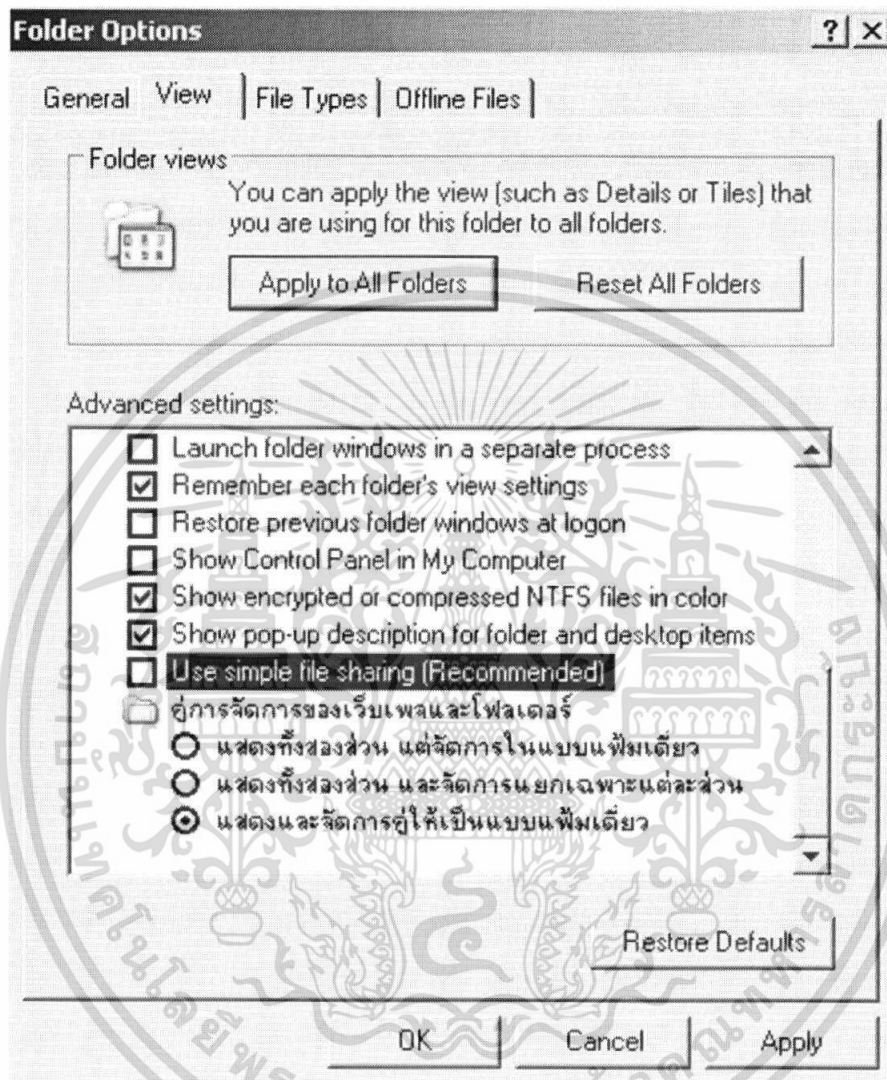 Folder Options
General View File Types Offline Files
Folder views
You can apply the view (such as Details or Tiles) that
you are using for this folder to all folders.
Apply to All Folders Reset All Folders
Advanced settings:
Launch folder windows in a separate process
Remember each folder's view settings
Restore previous folder windows at logon
Show Control Panel in My Computer
Show encrypted or compressed NTFS files in color
Show pop-up description for folder and desktop items
Use simple file sharing (Recommended)
คู่การจัดการของเว็บเพจและโฟลเดอร์
แสดงทั้งสองส่วน แต่จัดการในแบบแฟ้มเดียว
แสดงทั้งสองส่วน และจัดการแยกเฉพาะแต่ละส่วน
แสดงและจัดการคู่ให้เป็นแบบแฟ้มเดียว
Restore Defaults
OK Cancel Apply